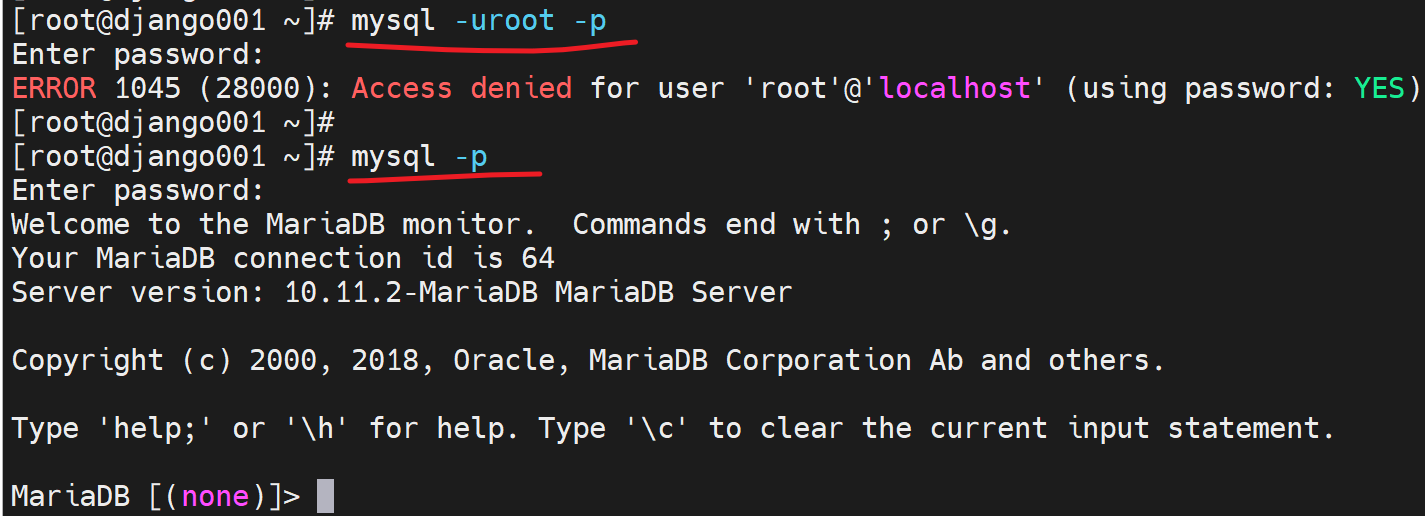 [root@django001 ~]# mysql -uroot -p
Enter password:
ERROR 1045 (28000): Access denied for user 'root'@'localhost' (using password: YES)
[root@django001 ~]#
[root@django001 ~]# mysql -p
Enter password:
Welcome to the MariaDB monitor.  Commands end with ; or \g.
Your MariaDB connection id is 64
Server version: 10.11.2-MariaDB MariaDB Server
Copyright (c) 2000, 2018, Oracle, MariaDB Corporation Ab and others.
Type 'help;' or '\h' for help. Type '\c' to clear the current input statement.
MariaDB [(none)]>